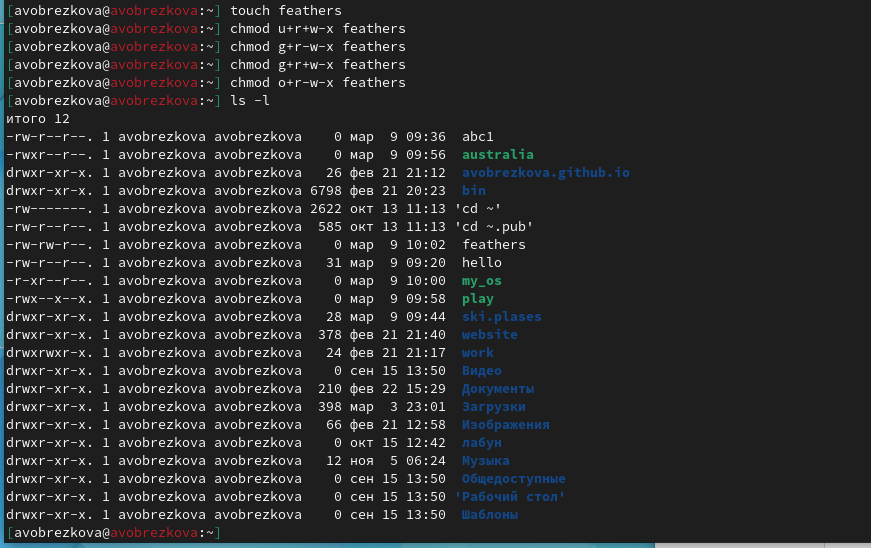 [avobrezkova@avobrezkova:~] touch feathers
[avobrezkova@avobrezkova:~] chmod u+r+w-x feathers
[avobrezkova@avobrezkova:~] chmod g+r-w-x feathers
[avobrezkova@avobrezkova:~] chmod g+r+w-x feathers
[avobrezkova@avobrezkova:~] chmod o+r-w-x feathers
[avobrezkova@avobrezkova:~] ls -l
итого 12
-rw-r--r--. 1 avobrezkova avobrezkova    0 мар  9 09:36  abc1
-rwxr--r--. 1 avobrezkova avobrezkova    0 мар  9 09:56  australia
drwxr-xr-x. 1 avobrezkova avobrezkova   26 фев 21 21:12  avobrezkova.github.io
drwxr-xr-x. 1 avobrezkova avobrezkova 6798 фев 21 20:23  bin
-rw-------. 1 avobrezkova avobrezkova 2622 окт 13 11:13 'cd ~'
-rw-r--r--. 1 avobrezkova avobrezkova  585 окт 13 11:13 'cd ~.pub'
-rw-rw-r--. 1 avobrezkova avobrezkova    0 мар  9 10:02  feathers
-rw-r--r--. 1 avobrezkova avobrezkova   31 мар  9 09:20  hello
-r-xr--r--. 1 avobrezkova avobrezkova    0 мар  9 10:00  my_os
-rwx--x--x. 1 avobrezkova avobrezkova    0 мар  9 09:58  play
drwxr-xr-x. 1 avobrezkova avobrezkova   28 мар  9 09:44  ski.plases
drwxr-xr-x. 1 avobrezkova avobrezkova  378 фев 21 21:40  website
drwxrwxr-x. 1 avobrezkova avobrezkova   24 фев 21 21:17  work
drwxr-xr-x. 1 avobrezkova avobrezkova    0 сен 15 13:50  Видео
drwxr-xr-x. 1 avobrezkova avobrezkova  210 фев 22 15:29  Документы
drwxr-xr-x. 1 avobrezkova avobrezkova  398 мар  3 23:01  Загрузки
drwxr-xr-x. 1 avobrezkova avobrezkova   66 фев 21 12:58  Изображения
drwxr-xr-x. 1 avobrezkova avobrezkova    0 окт 15 12:42  лабун
drwxr-xr-x. 1 avobrezkova avobrezkova   12 ноя  5 06:24  Музыка
drwxr-xr-x. 1 avobrezkova avobrezkova    0 сен 15 13:50  Общедоступные
drwxr-xr-x. 1 avobrezkova avobrezkova    0 сен 15 13:50 'Рабочий стол'
drwxr-xr-x. 1 avobrezkova avobrezkova    0 сен 15 13:50  Шаблоны
[avobrezkova@avobrezkova:~]